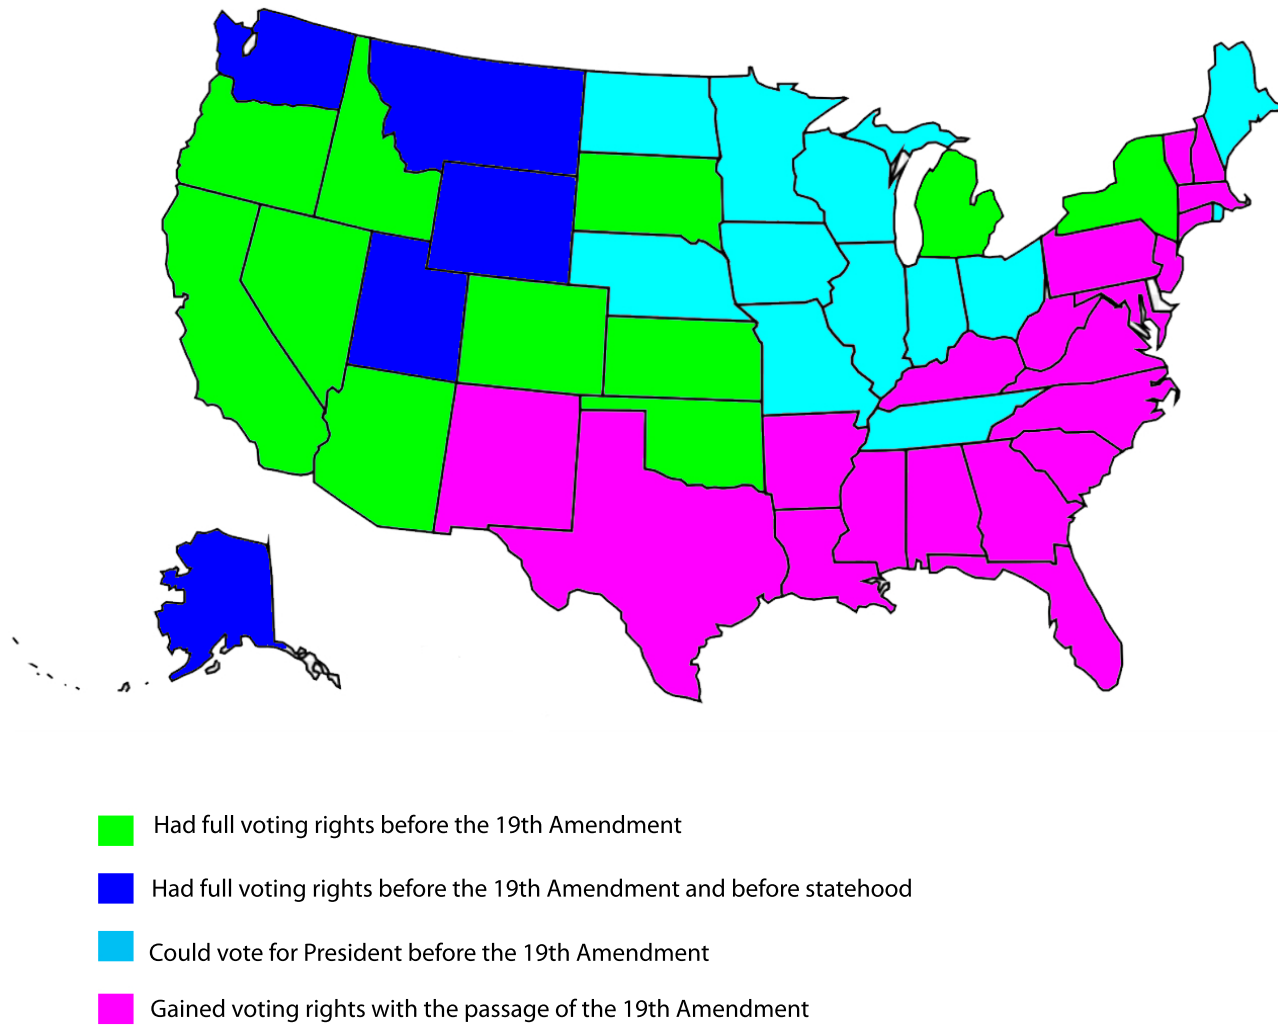 Had full voting rights before the 19th Amendment
Had full voting rights before the 19th Amendment and before statehood
Could vote for President before the 19th Amendment
Gained voting rights with the passage of the 19th Amendment